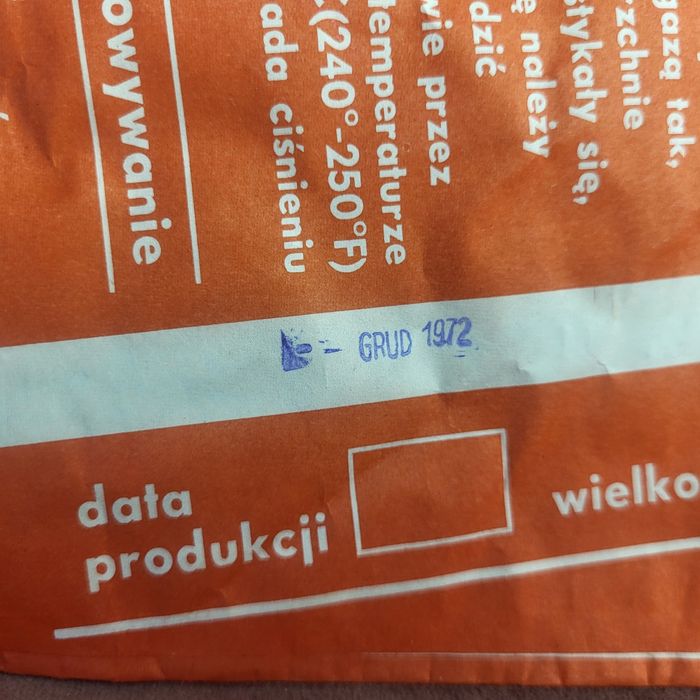 owywanie
ada ciśnieniu
(240°-250°F)
temperaturze
wie przez
dzić
ę należy
stykały się,
rzchnie
gazą tak,
GRUD 1972
data
produkcji
wielko